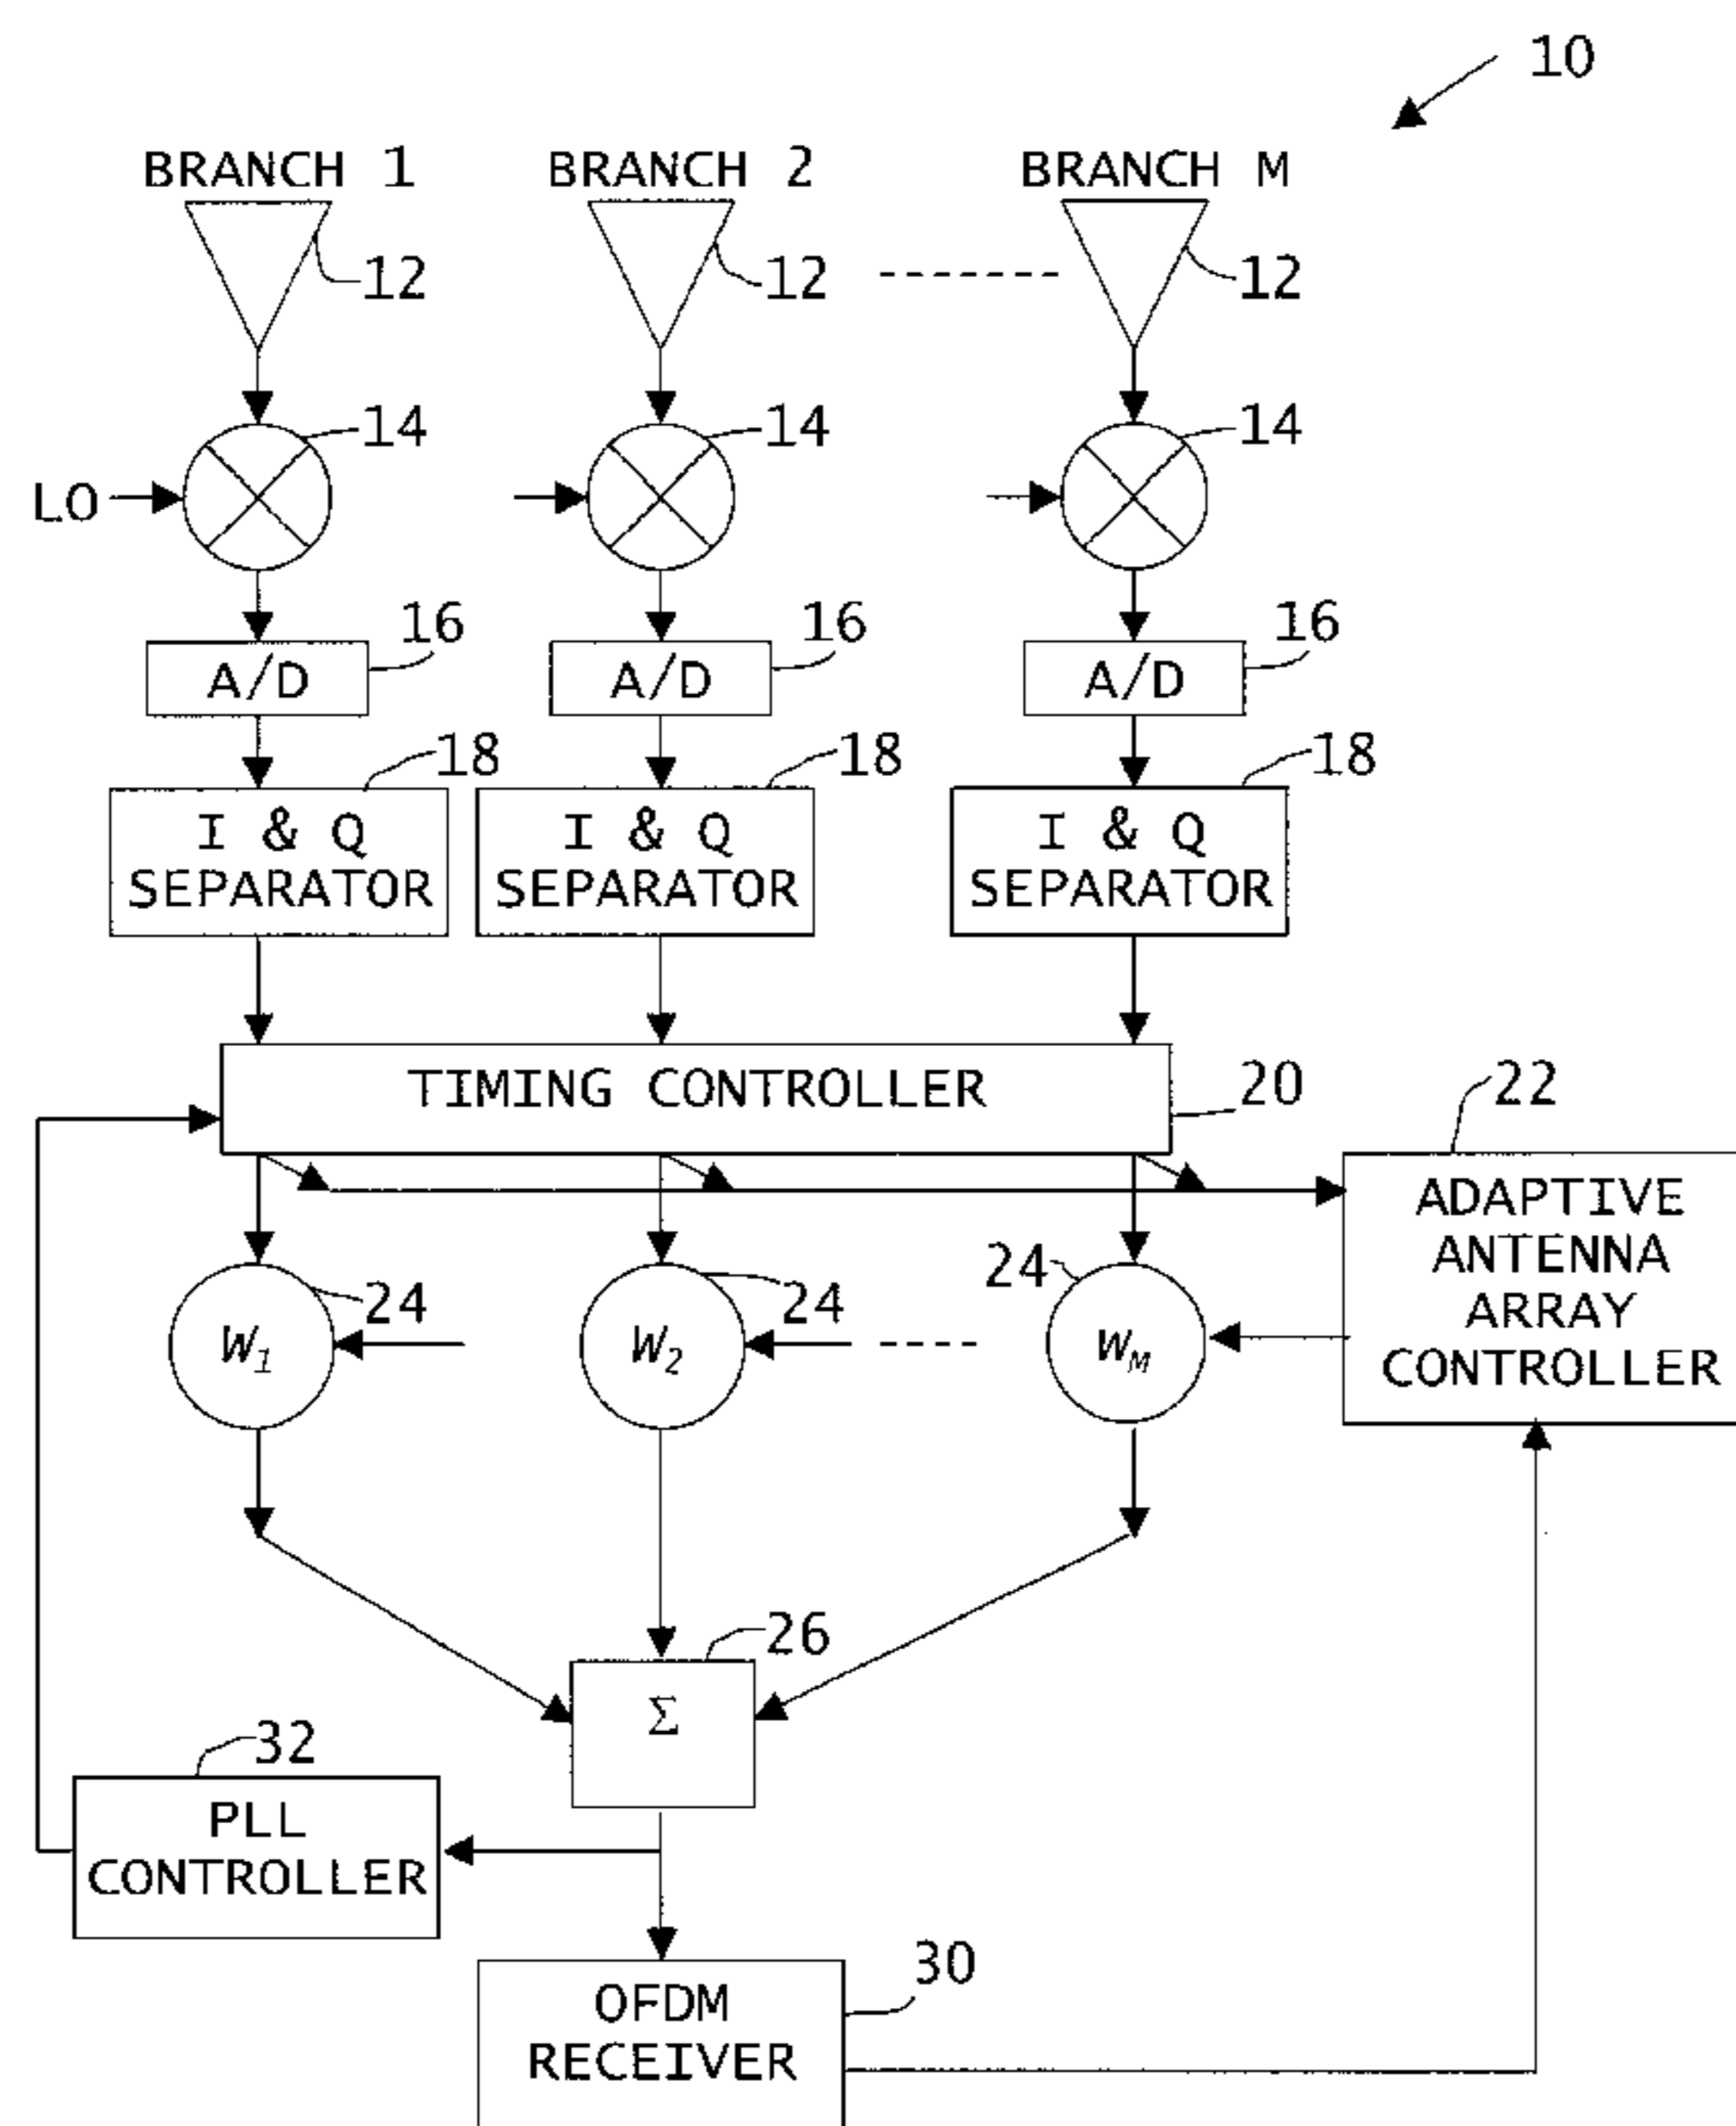 10
BRANCH 1 BRANCH 2 BRANCH M
12 12 12
14 14 14
LO
16 16 16
A/D A/D A/D
18 18 18
I & Q I & Q I & Q
SEPARATOR SEPARATOR SEPARATOR
TIMING CONTROLLER 20 22
ADAPTIVE
ANTENNA
ARRAY
CONTROLLER
24 24 24
W1 W2 WM
26
Σ
32
PLL
CONTROLLER
30
OFDM
RECEIVER